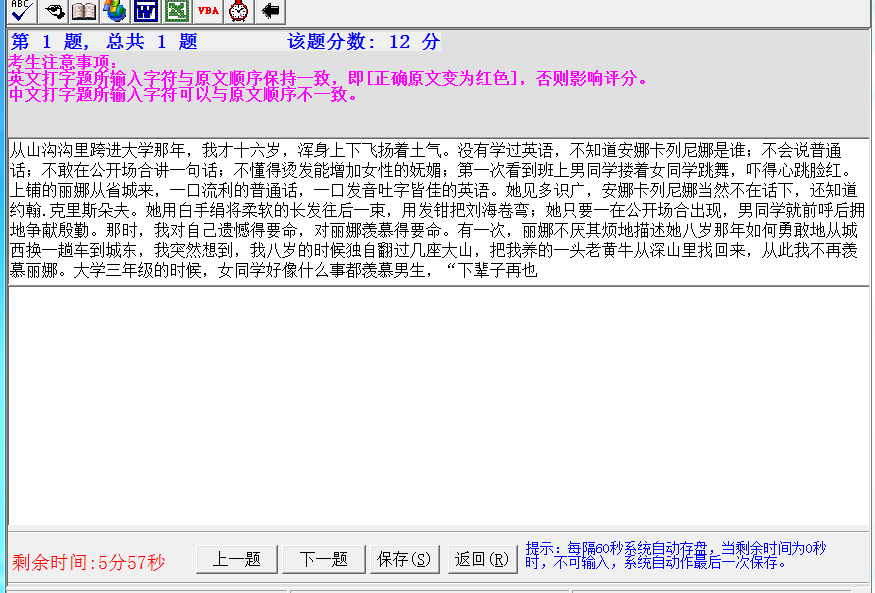 ABC W VBA
第 1 题, 总共 1 题 该题分数: 12 分
考生注意事项:
英文打字题所输入字符与原文顺序保持一致，即[正确原文变为红色]，否则影响评分。
中文打字题所输入字符可以与原文顺序不一致。
从山沟沟里跨进大学那年，我才十六岁，浑身上下飞扬着土气。没有学过英语，不知道安娜卡列尼娜是谁；不会说普通
话；不敢在公开场合讲一句话；不懂得烫发能增加女性的妩媚；第一次看到班上男同学搂着女同学跳舞，吓得心跳脸红。
上铺的丽娜从省城来，一口流利的普通话，一口发音吐字皆佳的英语。她见多识广，安娜卡列尼娜当然不在话下，还知道
约翰.克里斯朵夫。她用白手绢将柔软的长发往后一束，用发钳把刘海卷弯；她只要一在公开场合出现，男同学就前呼后拥
地争献殷勤。那时，我对自己遗憾得要命，对丽娜羡慕得要命。有一次，丽娜不厌其烦地描述她八岁那年如何勇敢地从城
西换一趟车到城东，我突然想到，我八岁的时候独自翻过几座大山，把我养的一头老黄牛从深山里找回来，从此我不再羡
慕丽娜。大学三年级的时候，女同学好像什么事都羡慕男生，“下辈子再也
剩余时间:5分57秒 上一题 下一题 保存(S) 返回(R) 提示：每隔60秒系统自动存盘，当剩余时间为0秒
时，不可输入，系统自动作最后一次保存。